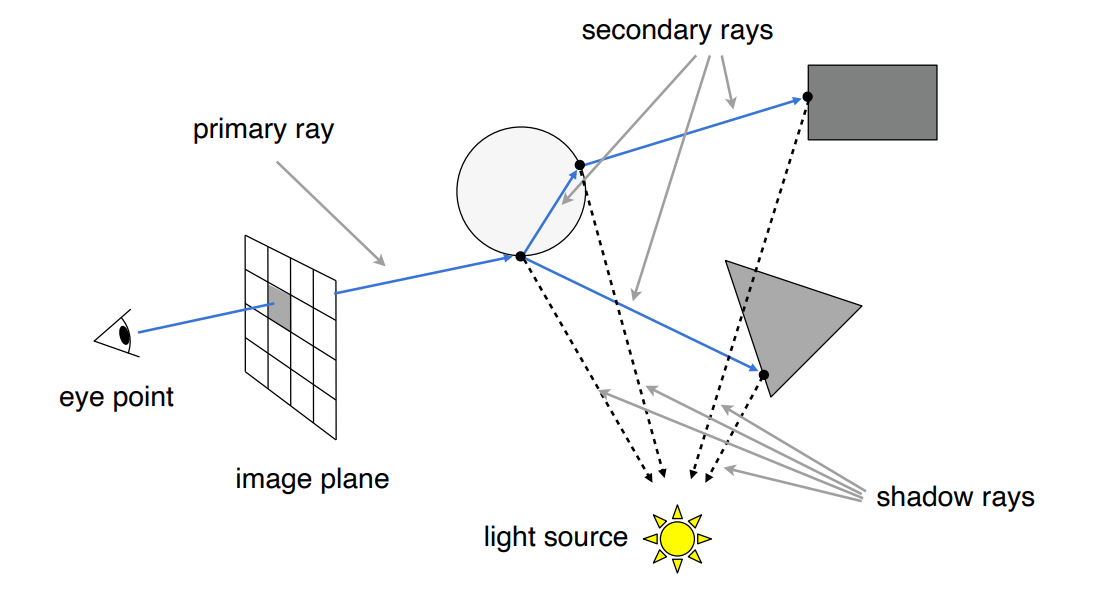 secondary rays
primary ray
eye point
image plane
shadow rays
light source